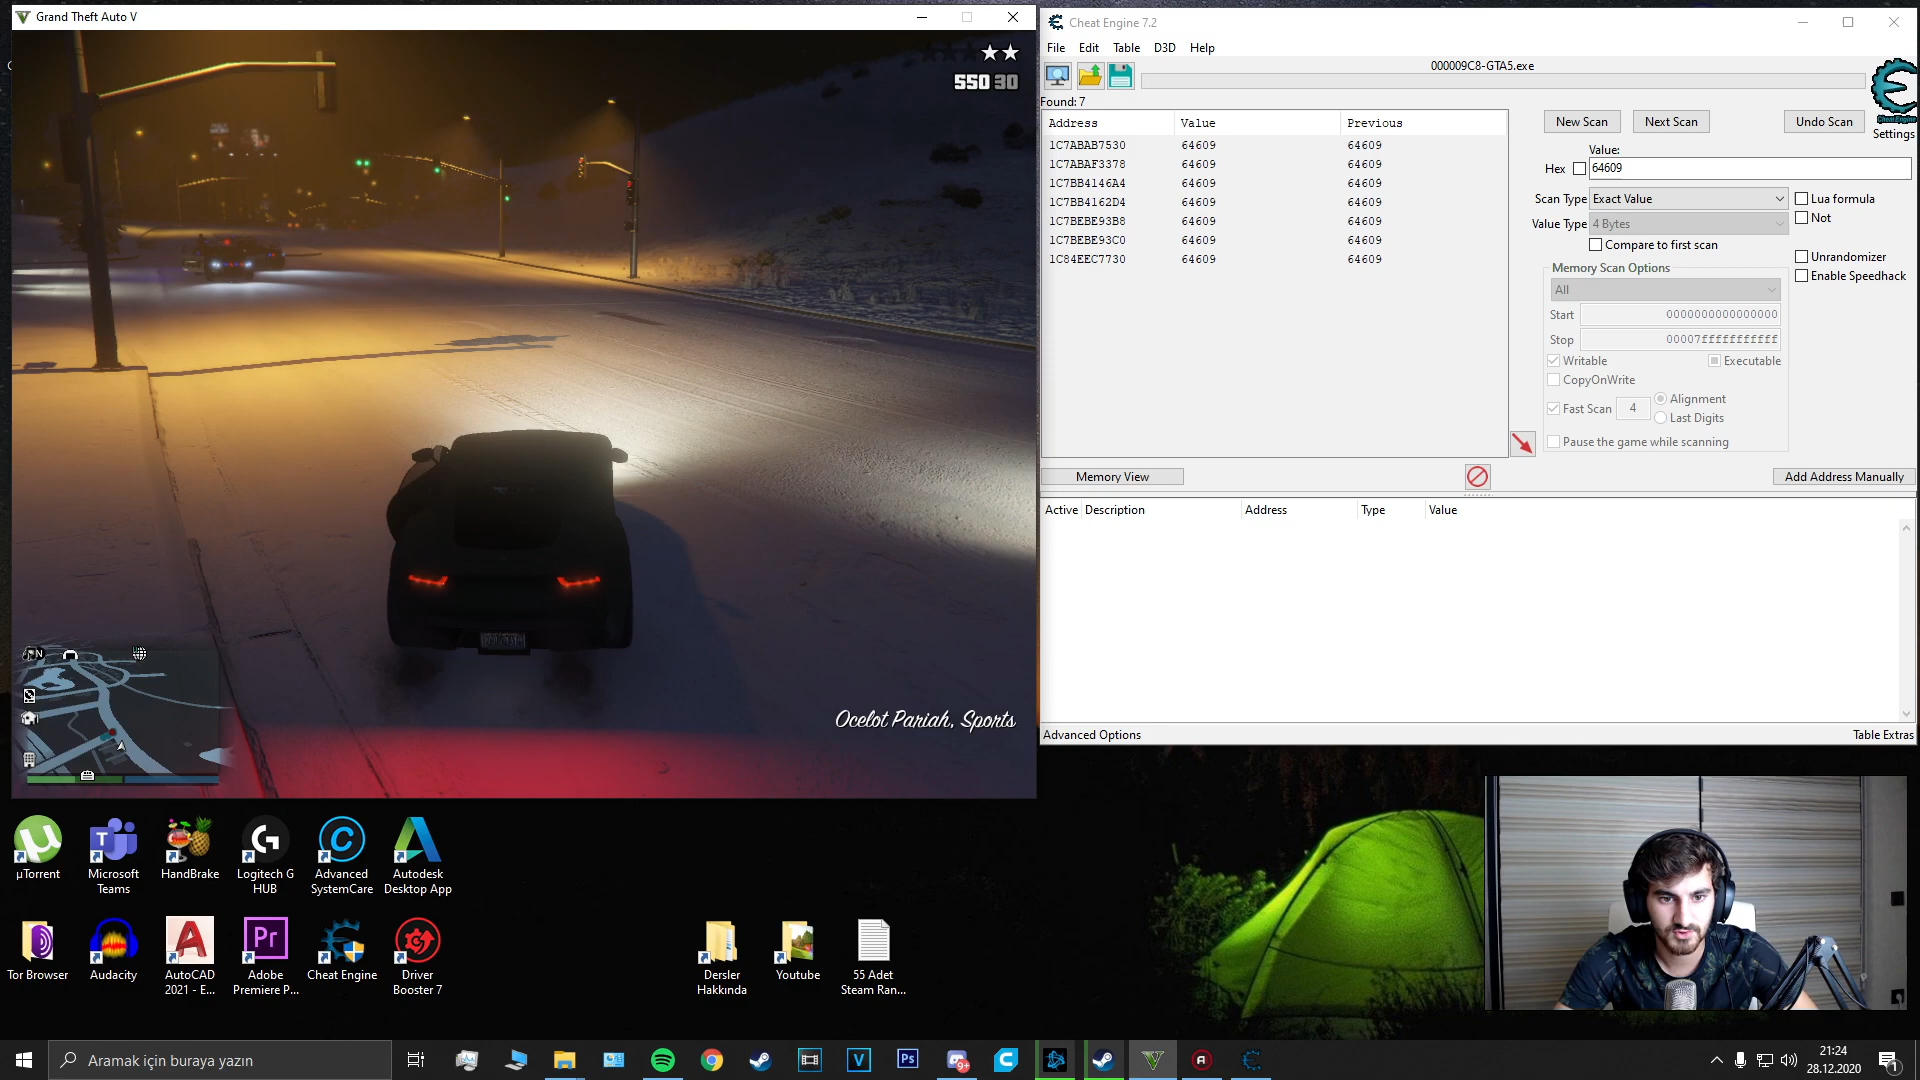 Grand Theft Auto V
550 30
Ocelot Pariah, Sports
N
Cheat Engine 7.2
File Edit Table D3D Help
000009C8-GTA5.exe
Found: 7
Address Value Previous
1C7ABAB7530 64609 64609
1C7ABAF3378 64609 64609
1C7BB4146A4 64609 64609
1C7BB4162D4 64609 64609
1C7BEBE93B8 64609 64609
1C7BEBE93C0 64609 64609
1C84EEC7730 64609 64609
New Scan Next Scan Undo Scan
Cheat Engine
Settings
Value:
Hex 64609
Scan Type Exact Value
Lua formula
Not
Value Type 4 Bytes
Compare to first scan
Unrandomizer
Enable Speedhack
Memory Scan Options
All
Start 0000000000000000
Stop 00007fffffffffff
Writable Executable
CopyOnWrite
Fast Scan 4 Alignment
Last Digits
Pause the game while scanning
Memory View Add Address Manually
Active Description Address Type Value
Advanced Options Table Extras
µTorrent
Microsoft
Teams
HandBrake
Logitech G
HUB
Advanced
SystemCare
Autodesk
Desktop App
Tor Browser
Audacity
AutoCAD
2021 - E...
Pr
Adobe
Premiere P...
Cheat Engine
Driver
Booster 7
Dersler
Hakkında
Youtube
55 Adet
Steam Ran...
Aramak için buraya yazın
V
Ps
9+
21:24
28.12.2020
1